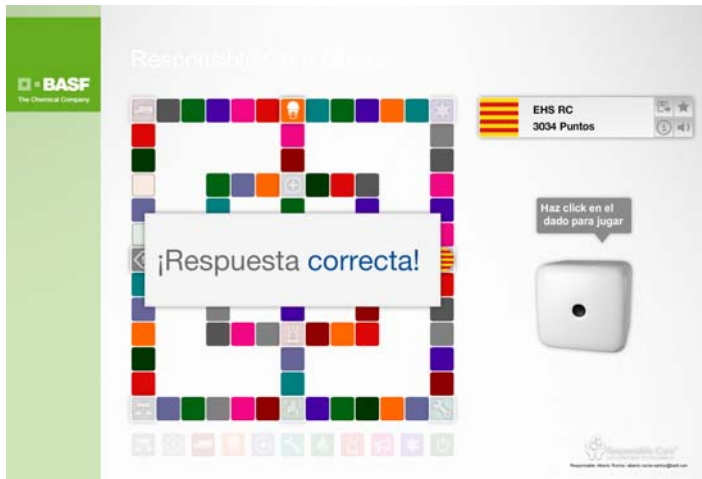 BASF
The Chemical Company
Responsible Care Game
EHS RC
3034 Puntos
Haz click en el
dado para jugar
¡Respuesta correcta!
Responsible Care